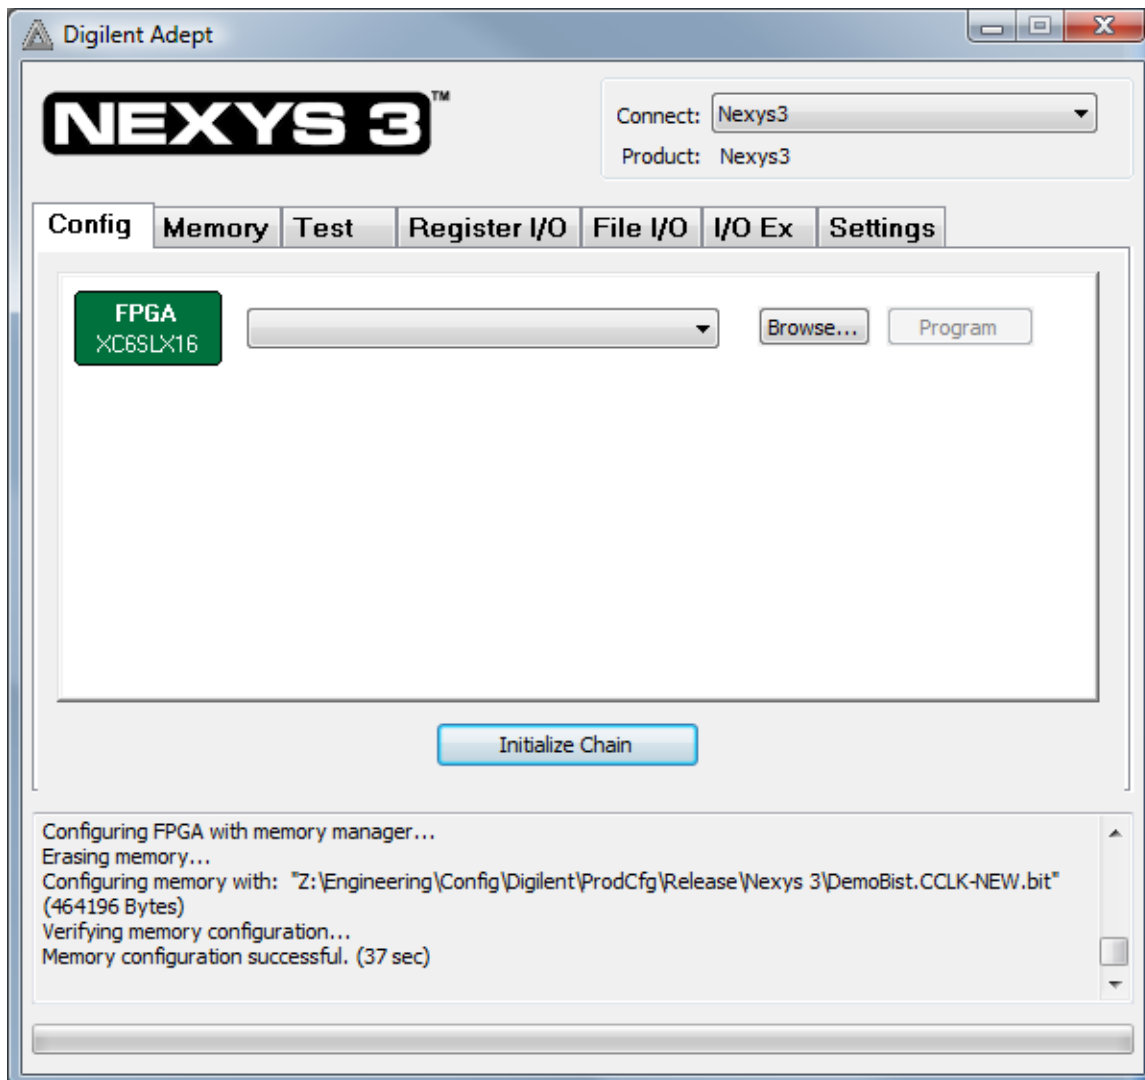 Digilent Adept
NEXYS 3™
Connect: Nexys3
Product: Nexys3
Config Memory Test Register I/O File I/O I/O Ex Settings
FPGA
XC6SLX16
Browse... Program
Initialize Chain
Configuring FPGA with memory manager...
Erasing memory...
Configuring memory with: "Z:\Engineering\Config\Digilent\ProdCfg\Release\Nexys 3\DemoBist.CCLK-NEW.bit"
(464196 Bytes)
Verifying memory configuration...
Memory configuration successful. (37 sec)